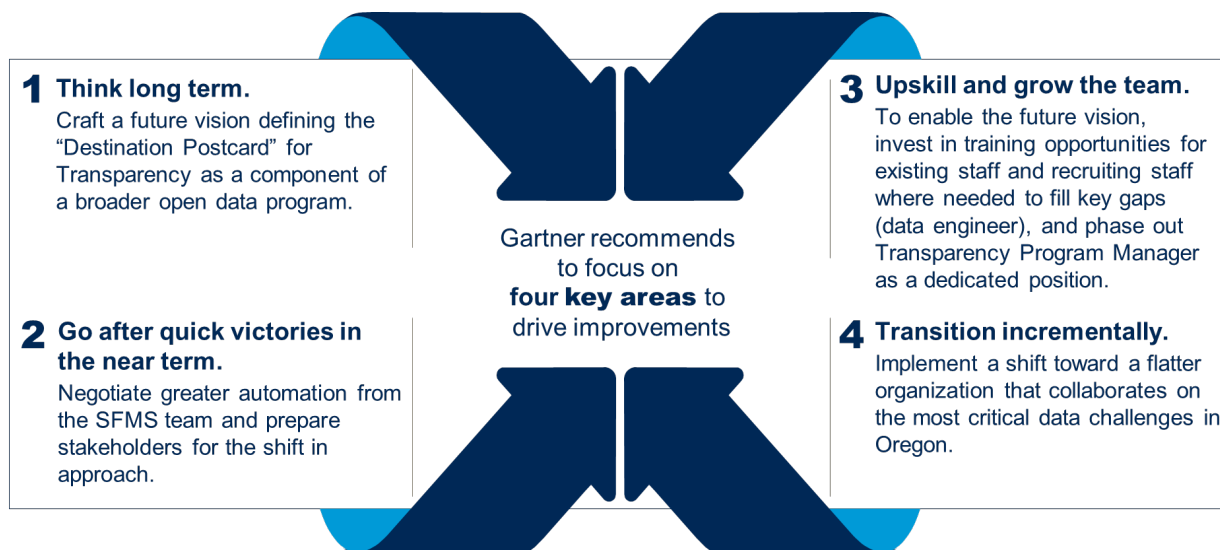 1 Think long term.
Craft a future vision defining the
“Destination Postcard” for
Transparency as a component of
a broader open data program.
2 Go after quick victories in
the near term.
Negotiate greater automation from
the SFMS team and prepare
stakeholders for the shift in
approach.
Gartner recommends
to focus on
four key areas to
drive improvements
3 Upskill and grow the team.
To enable the future vision,
invest in training opportunities for
existing staff and recruiting staff
where needed to fill key gaps
(data engineer), and phase out
Transparency Program Manager
as a dedicated position.
4 Transition incrementally.
Implement a shift toward a flatter
organization that collaborates on
the most critical data challenges in
Oregon.